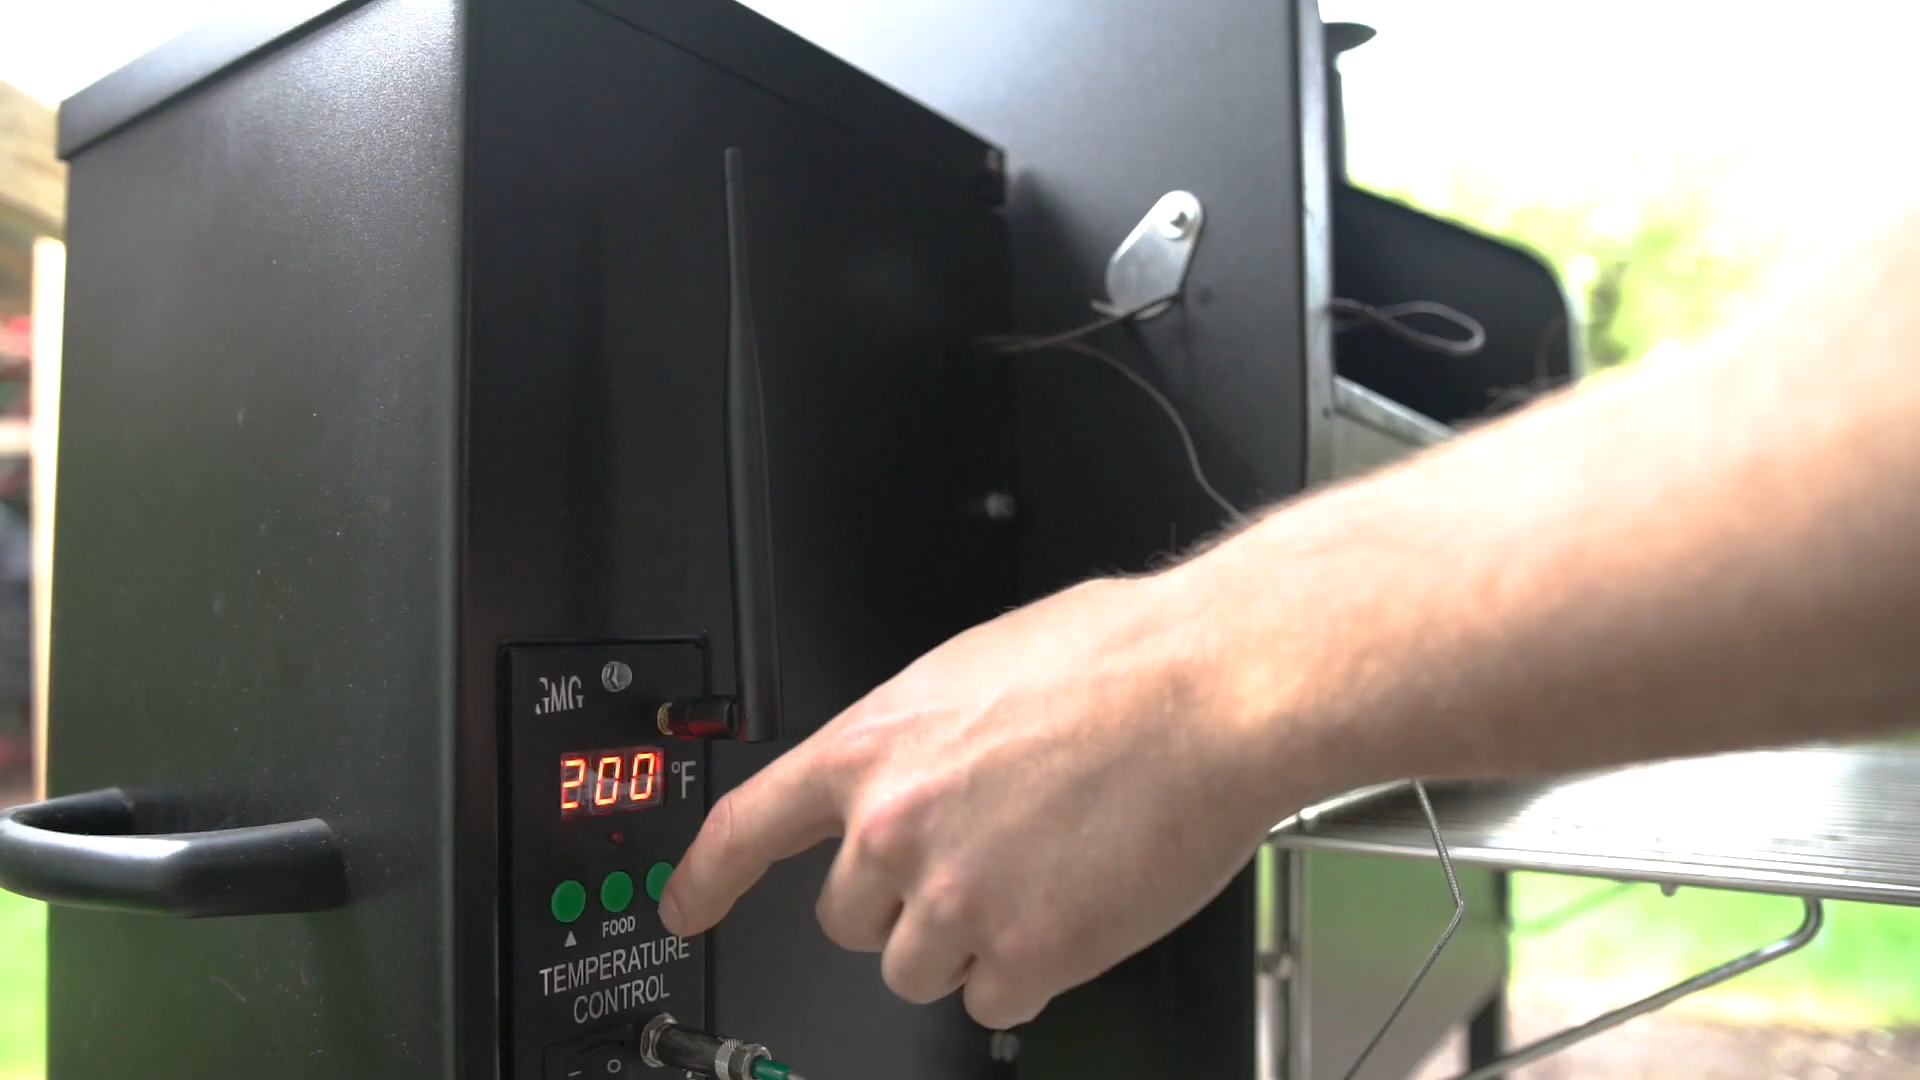 GMG
200 °F
▲ FOOD
TEMPERATURE
CONTROL